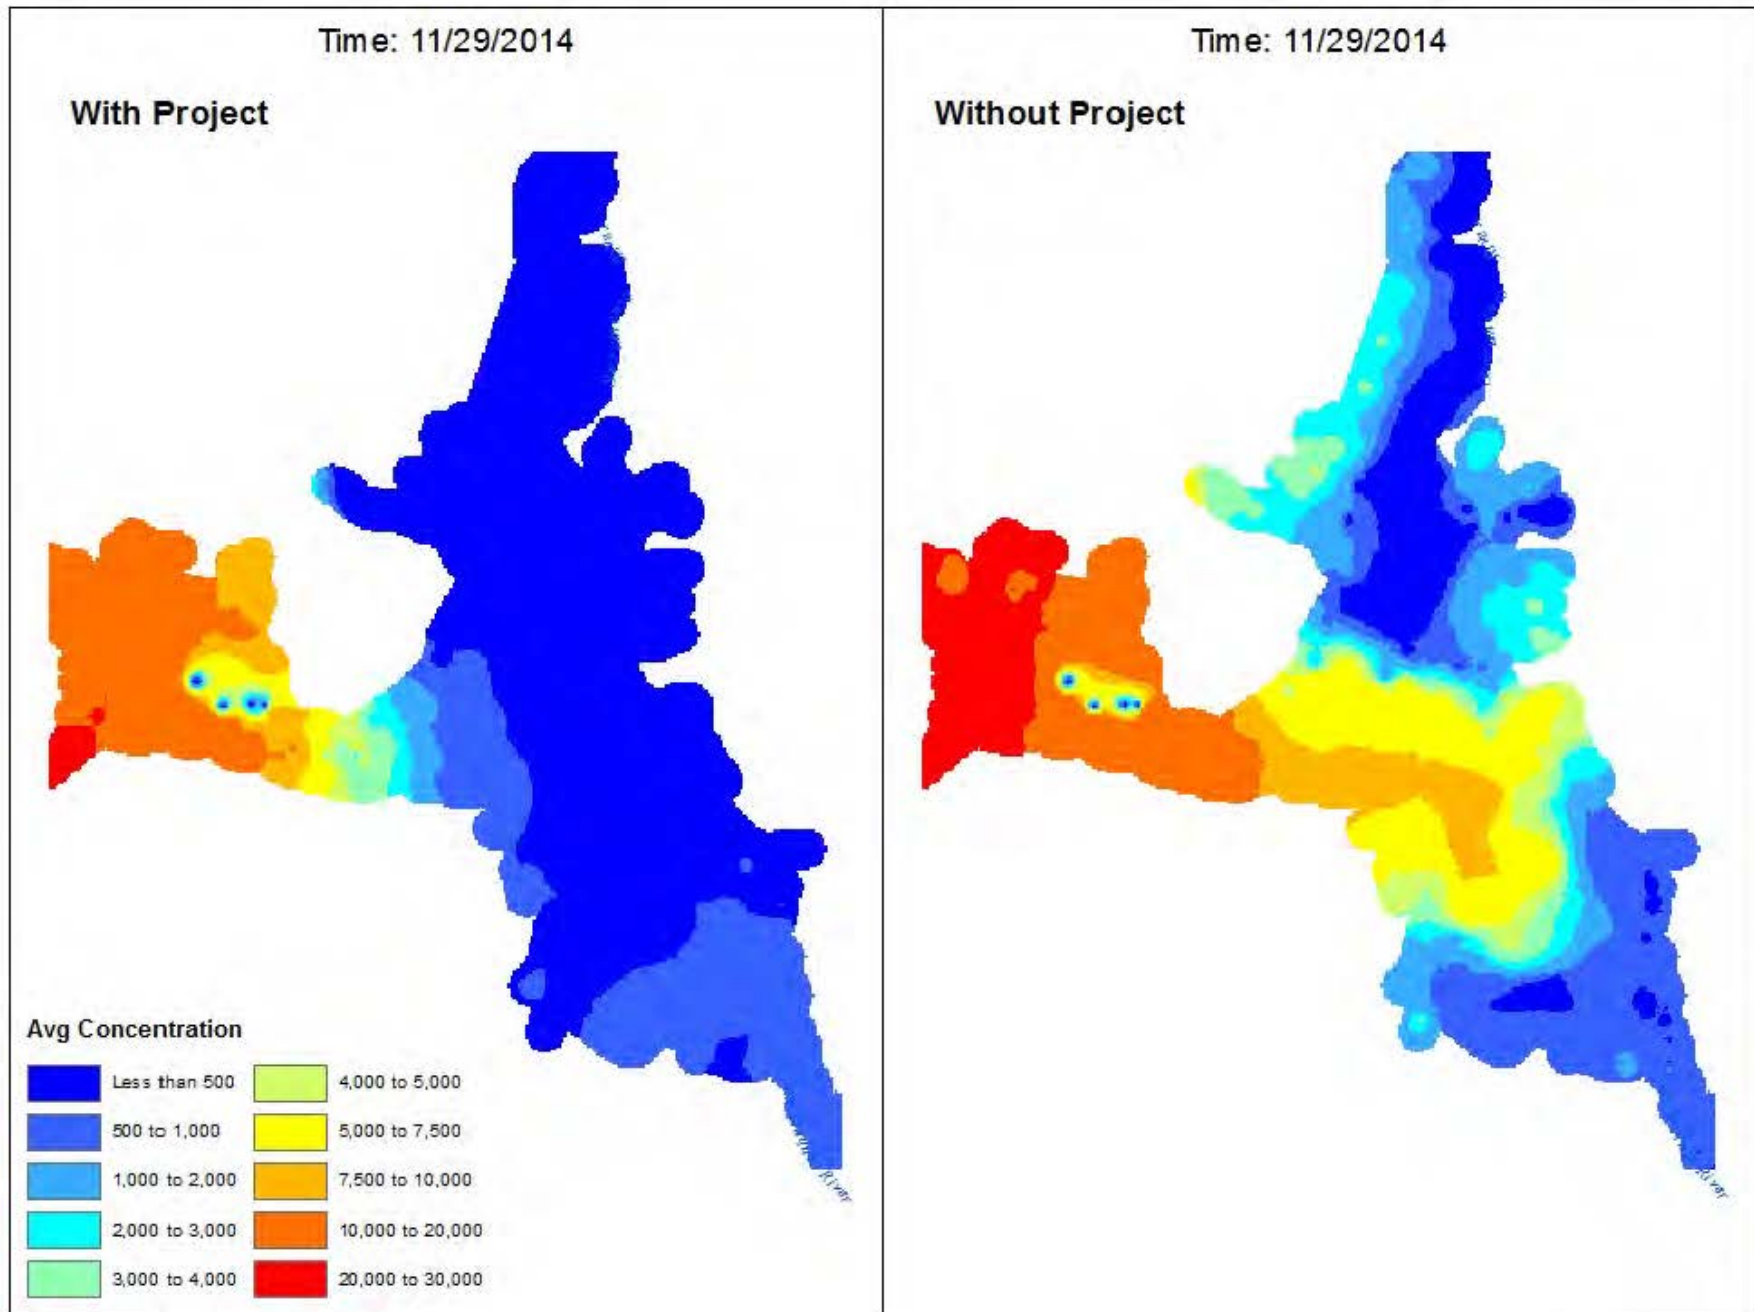 Time: 11/29/2014
With Project
Avg Concentration
Less than 500
500 to 1,000
1,000 to 2,000
2,000 to 3,000
3,000 to 4,000
4,000 to 5,000
5,000 to 7,500
7,500 to 10,000
10,000 to 20,000
20,000 to 30,000
River
Time: 11/29/2014
Without Project
River